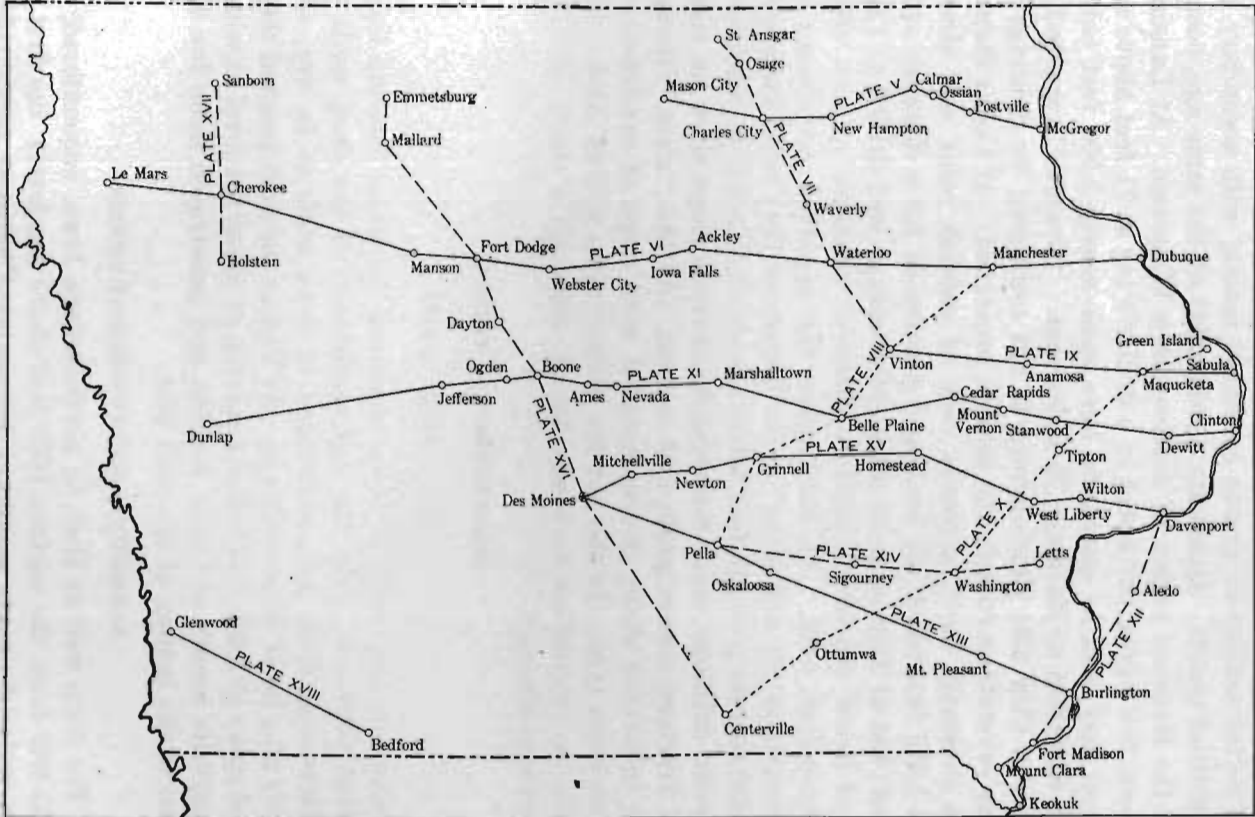 St. Ansgar
Osage
Sanborn
Emmetsburg
Mason City
Calmar
Ossian
PLATE V
Postville
Charles City
New Hampton
McGregor
PLATE XVII
Mallard
PLATE VII
Le Mars
Cherokee
Waverly
Fort Dodge
PLATE VI
Ackley
Waterloo
Manchester
Dubuque
Holstein
Manson
Iowa Falls
Webster City
Dayton
Green Island
PLATE VIII
Vinton
PLATE IX
Sabula
Anamosa
Maqucketa
Ogden
Boone
PLATE XI
Marshalltown
Jefferson
Ames
Nevada
Cedar Rapids
Mount
Vernon
Stanwood
Clinton
Dunlap
Belle Plaine
Dewitt
PLATE XVI
Mitchellville
PLATE XV
Grinnell
Homestead
Tipton
Newton
Des Moines
Wilton
West Liberty
Davenport
PLATE X
Pella
PLATE XIV
Letts
Oskaloosa
Sigourney
Washington
Aledo
PLATE XII
Glenwood
PLATE XIII
PLATE XVIII
Ottumwa
Mt. Pleasant
Burlington
Centerville
Bedford
Fort Madison
Mount Clara
Keokuk